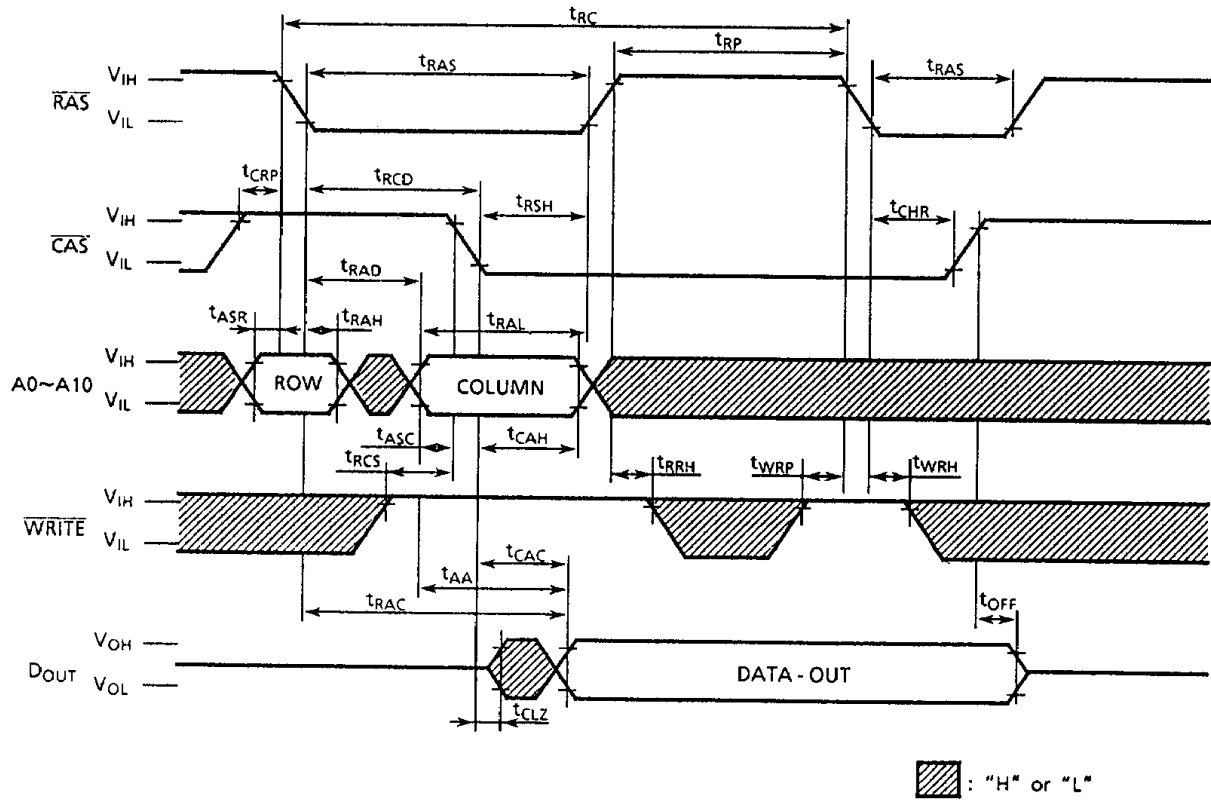 tRC
tRP
tRAS
tRAS
VIH
RAS
VIL
tCRP
tRCD
tRSH
tCHR
VIH
CAS
VIL
tRAD
tASR
tRAH
tRAL
VIH
A0~A10
ROW
COLUMN
VIL
tASC
tCAH
tRCS
tRRH
tWRP
tWRH
VIH
WRITE
VIL
tCAC
tAA
tRAC
tOFF
VOH
DOUT
DATA - OUT
VOL
tCLZ
: "H" or "L"